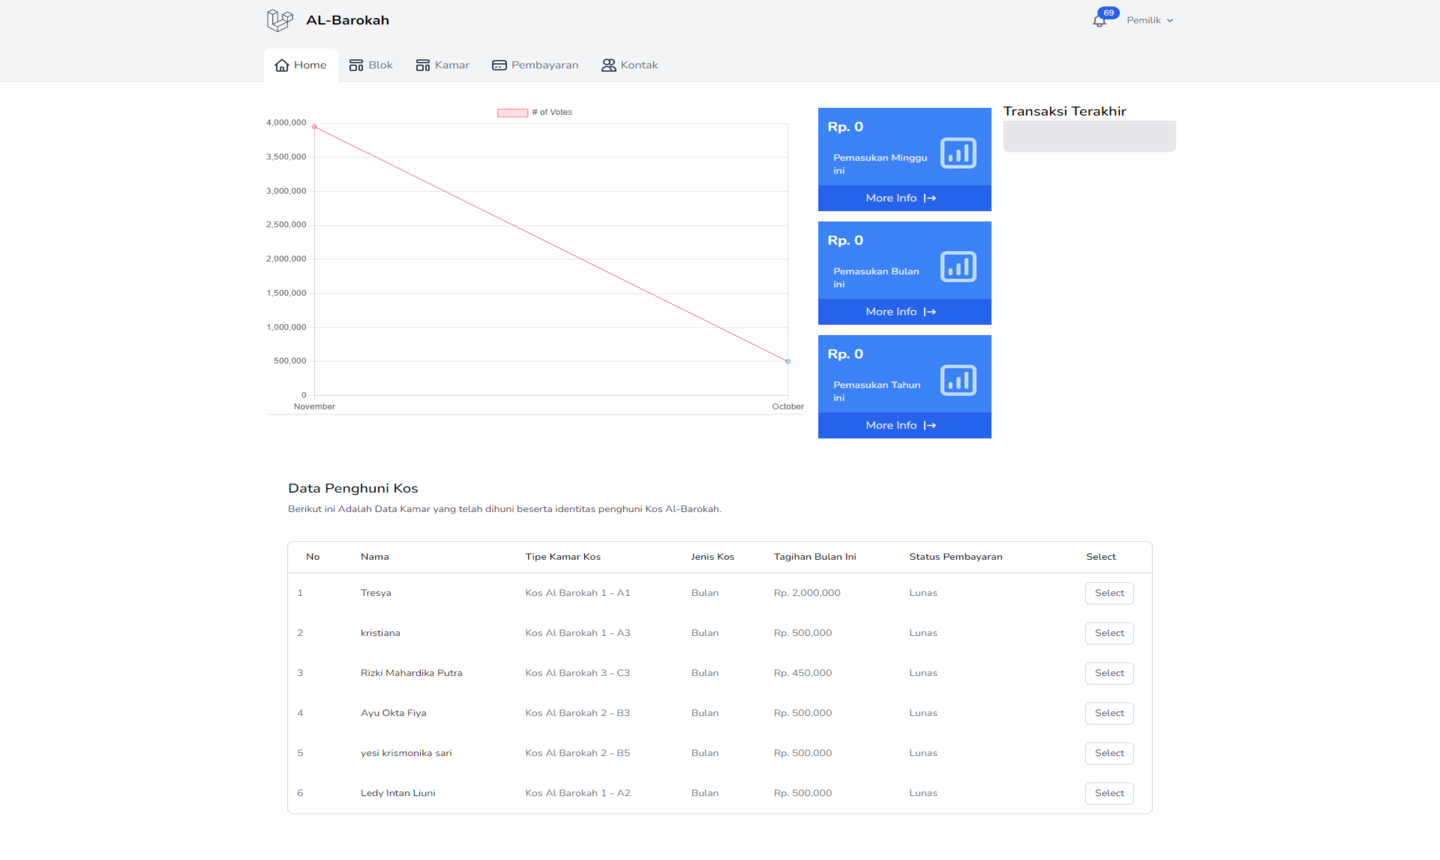 AL-Barokah
69
Pemilik
Home
Blok
Kamar
Pembayaran
Kontak
# of Votes
4,000,000
3,500,000
3,000,000
2,500,000
2,000,000
1,500,000
1,000,000
500,000
0
November
October
Rp. 0
Pemasukan Minggu
ini
More Info
Rp. 0
Pemasukan Bulan
ini
More Info
Rp. 0
Pemasukan Tahun
ini
More Info
Transaksi Terakhir
Data Penghuni Kos
Berikut ini Adalah Data Kamar yang telah dihuni beserta identitas penghuni Kos Al-Barokah.
No Nama Tipe Kamar Kos Jenis Kos Tagihan Bulan Ini Status Pembayaran Select
1 Tresya Kos Al Barokah 1 - A1 Bulan Rp. 2,000,000 Lunas Select
2 kristiana Kos Al Barokah 1 - A3 Bulan Rp. 500,000 Lunas Select
3 Rizki Mahardika Putra Kos Al Barokah 3 - C3 Bulan Rp. 450,000 Lunas Select
4 Ayu Okta Fiya Kos Al Barokah 2 - B3 Bulan Rp. 500,000 Lunas Select
5 yesi krismonika sari Kos Al Barokah 2 - B5 Bulan Rp. 500,000 Lunas Select
6 Ledy Intan Liuni Kos Al Barokah 1 - A2 Bulan Rp. 500,000 Lunas Select